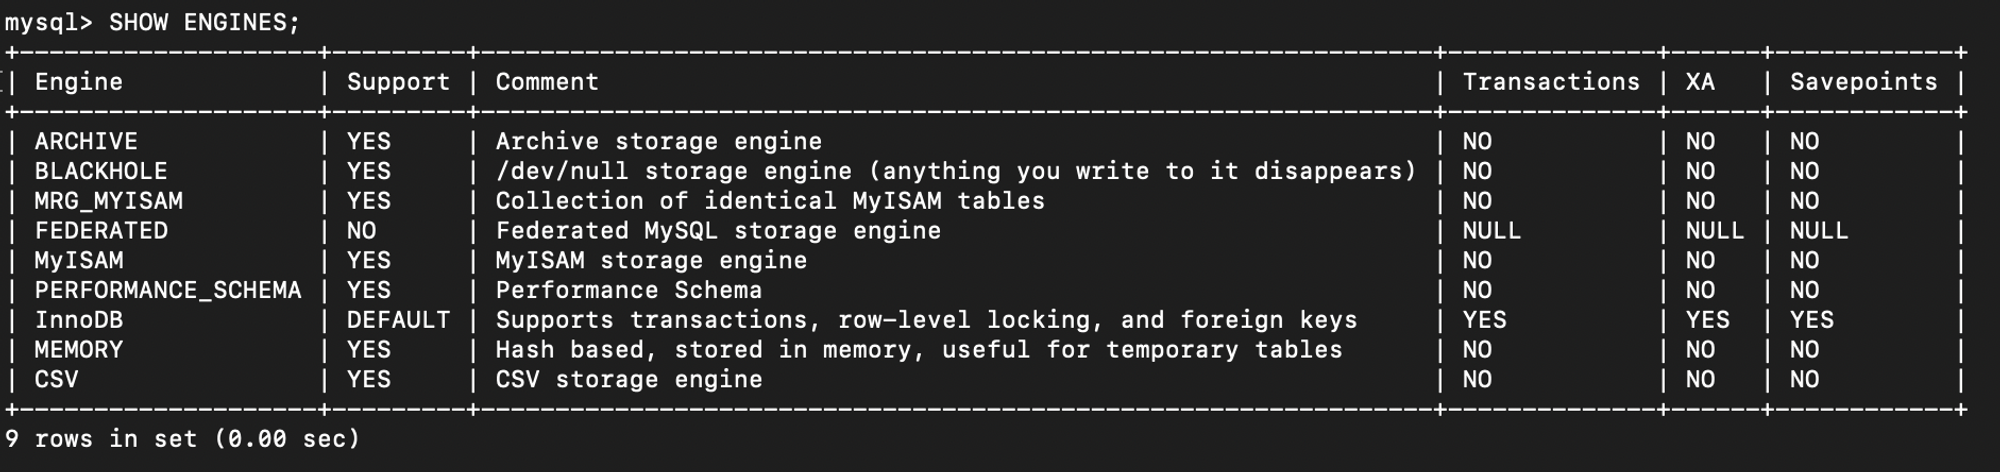 mysql> SHOW ENGINES;
+--------------------+---------+----------------------------------------------------------------+--------------+------+------------+
| Engine             | Support | Comment                                                        | Transactions | XA   | Savepoints |
+--------------------+---------+----------------------------------------------------------------+--------------+------+------------+
| ARCHIVE            | YES     | Archive storage engine                                         | NO           | NO   | NO         |
| BLACKHOLE          | YES     | /dev/null storage engine (anything you write to it disappears) | NO           | NO   | NO         |
| MRG_MYISAM         | YES     | Collection of identical MyISAM tables                          | NO           | NO   | NO         |
| FEDERATED          | NO      | Federated MySQL storage engine                                 | NULL         | NULL | NULL       |
| MyISAM             | YES     | MyISAM storage engine                                          | NO           | NO   | NO         |
| PERFORMANCE_SCHEMA | YES     | Performance Schema                                             | NO           | NO   | NO         |
| InnoDB             | DEFAULT | Supports transactions, row-level locking, and foreign keys     | YES          | YES  | YES        |
| MEMORY             | YES     | Hash based, stored in memory, useful for temporary tables      | NO           | NO   | NO         |
| CSV                | YES     | CSV storage engine                                             | NO           | NO   | NO         |
+--------------------+---------+----------------------------------------------------------------+--------------+------+------------+
9 rows in set (0.00 sec)